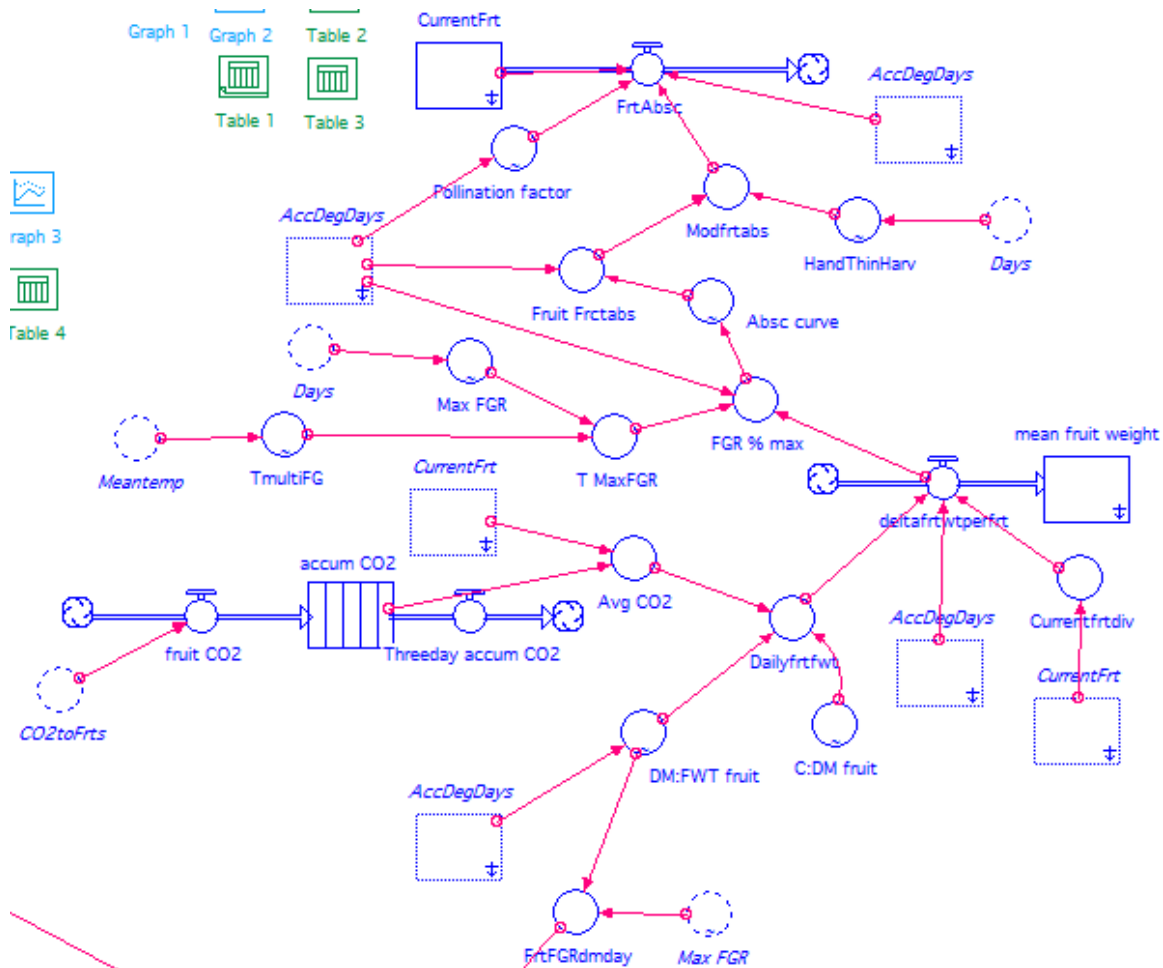 CurrentFrt
Graph 1
Graph 2
Table 2
AccDegDays
FrtAbsc
Table 1
Table 3
Pollination factor
AccDegDays
Modfrtabs
raph 3
HandThinHarv
Days
Fruit Frctabs
Absc curve
Table 4
Days
Max FGR
FGR % max
mean fruit weight
CurrentFrt
Meantemp
TmultiFG
T MaxFGR
deltafrtwtperfrt
accum CO2
Avg CO2
AccDegDays
Currentfrtdiv
fruit CO2
Threeday accum CO2
Dailyfrtfwt
CurrentFrt
CO2toFrts
DM:FWT fruit
C:DM fruit
AccDegDays
FrtFGRdmday
Max FGR